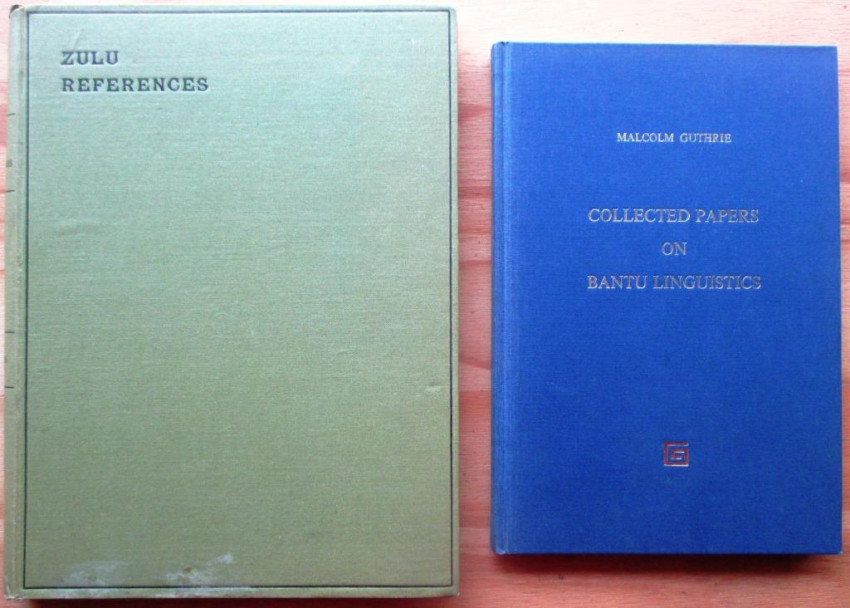 ZULU
REFERENCES
MALCOLM GUTHRIE
COLLECTED PAPERS
ON
BANTU LINGUISTICS
G